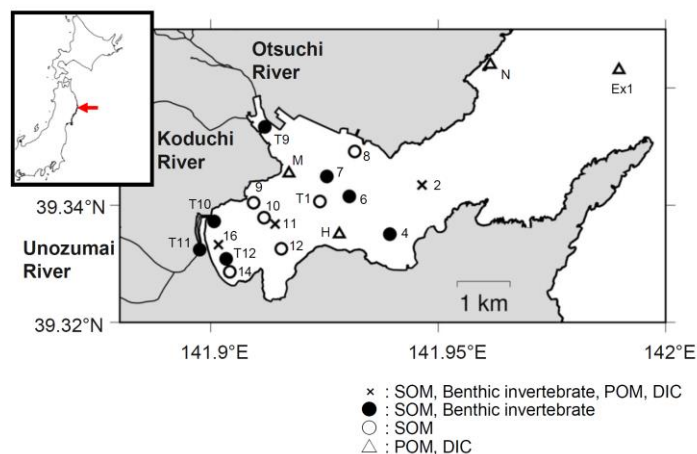 Otsuchi
River
N
Ex1
Koduchi
River
T9
M
8
7
9
T1
6
2
T10
10
11
39.34°N
16
H
4
T11
T12
12
Unozumai
River
14
1 km
39.32°N
141.9°E
141.95°E
142°E
× : SOM, Benthic invertebrate, POM, DIC
● : SOM, Benthic invertebrate
○ : SOM
△ : POM, DIC